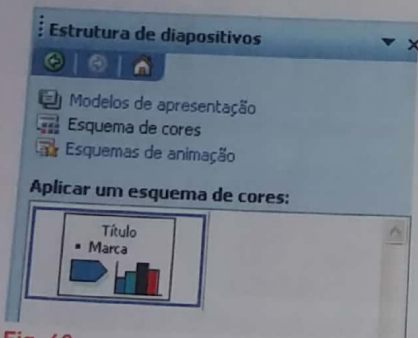 Estrutura de diapositivos
Modelos de apresentação
Esquema de cores
Esquemas de animação
Aplicar um esquema de cores:
Título
• Marca